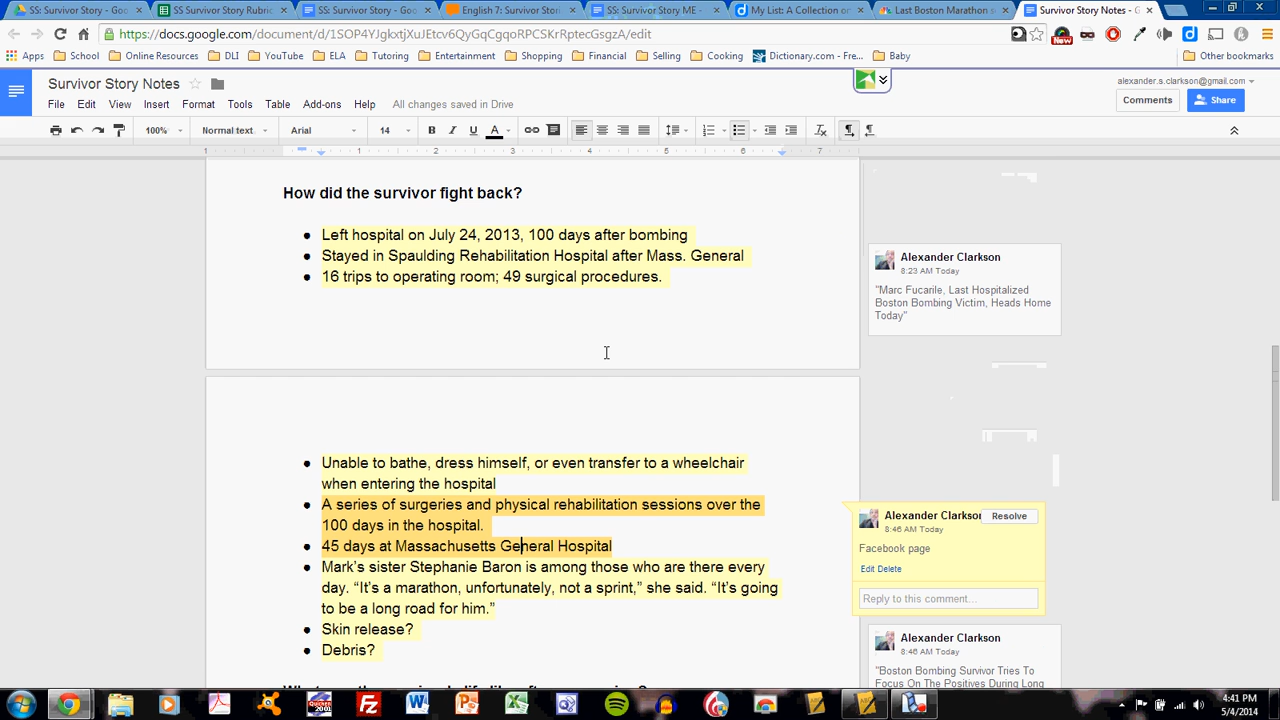 SS: Survivor Story - Goo
SS Survivor Story Rubric
SS: Survivor Story - Goo
English 7: Survivor Stori
SS: Survivor Story ME -
My List: A Collection o
Last Boston Marathon s
Survivor Story Notes - G
https://docs.google.com/document/d/1SOP4YJgkxtjXuJEtcv6QyGqCgqoRPCSKrRptecGsgzA/edit
Apps School Online Resources DLI YouTube ELA Tutoring Entertainment Shopping Financial Selling Cooking Dictionary.com - Fre... Baby Other bookmarks
Survivor Story Notes
alexander.s.clarkson@gmail.com
File Edit View Insert Format Tools Table Add-ons Help All changes saved in Drive
Comments Share
100% Normal text Arial 14 B I U A
1 1 2 3 4 5 6 7
How did the survivor fight back?
● Left hospital on July 24, 2013, 100 days after bombing
● Stayed in Spaulding Rehabilitation Hospital after Mass. General
● 16 trips to operating room; 49 surgical procedures.
Alexander Clarkson
8:23 AM Today
"Marc Fucarile, Last Hospitalized
Boston Bombing Victim, Heads Home
Today"
● Unable to bathe, dress himself, or even transfer to a wheelchair
when entering the hospital
● A series of surgeries and physical rehabilitation sessions over the
100 days in the hospital.
● 45 days at Massachusetts General Hospital
● Mark's sister Stephanie Baron is among those who are there every
day. “It’s a marathon, unfortunately, not a sprint,” she said. “It’s going
to be a long road for him.”
● Skin release?
● Debris?
Alexander Clarkson
Resolve
8:46 AM Today
Facebook page
Edit Delete
Reply to this comment...
Alexander Clarkson
8:46 AM Today
"Boston Bombing Survivor Tries To
Focus On The Positives During Long
4:41 PM
5/4/2014